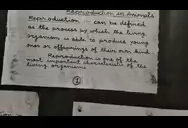 Reproduction in Animals
Reproduction - can be defined
as the process by which the living
organism is able to produce young
ones or offsprings of their own kind.
Reproduction is one of the
most important characteristic of the
living organism.
1